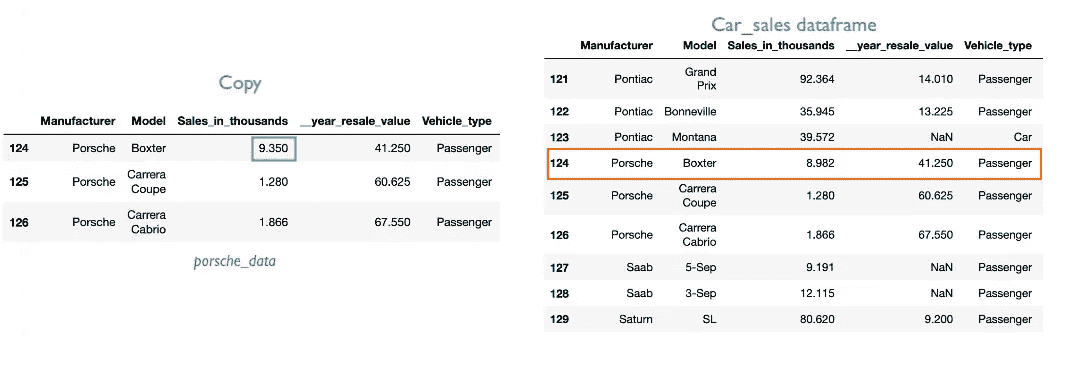 Copy
Manufacturer Model Sales_in_thousands __year_resale_value Vehicle_type
124 Porsche Boxter 9.350 41.250 Passenger
125 Porsche Carrera Coupe 1.280 60.625 Passenger
126 Porsche Carrera Cabrio 1.866 67.550 Passenger
porsche_data
Car_sales dataframe
Manufacturer Model Sales_in_thousands __year_resale_value Vehicle_type
121 Pontiac Grand Prix 92.364 14.010 Passenger
122 Pontiac Bonneville 35.945 13.225 Passenger
123 Pontiac Montana 39.572 NaN Car
124 Porsche Boxter 8.982 41.250 Passenger
125 Porsche Carrera Coupe 1.280 60.625 Passenger
126 Porsche Carrera Cabrio 1.866 67.550 Passenger
127 Saab 5-Sep 9.191 NaN Passenger
128 Saab 3-Sep 12.115 NaN Passenger
129 Saturn SL 80.620 9.200 Passenger